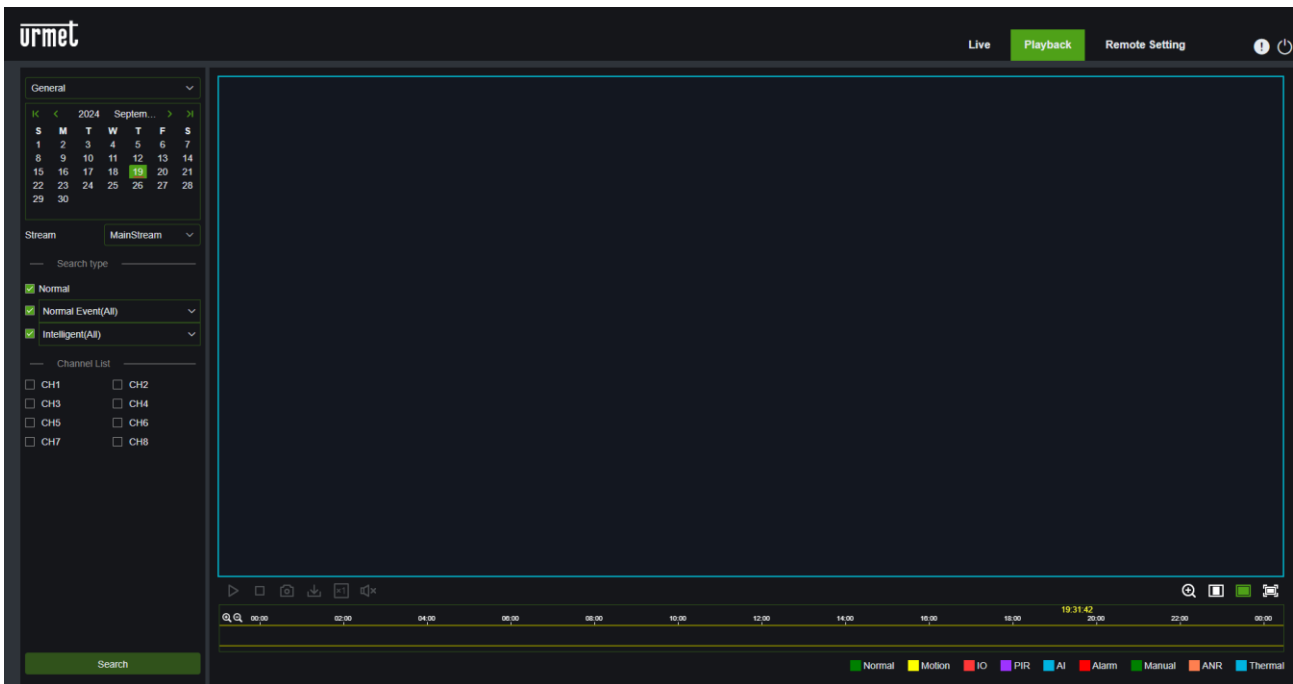 urmet
Live Playback Remote Setting
General
2024 Septem...
S M T W T F S
1 2 3 4 5 6 7
8 9 10 11 12 13 14
15 16 17 18 19 20 21
22 23 24 25 26 27 28
29 30
Stream MainStream
Search type
Normal
Normal Event(All)
Intelligent(All)
Channel List
CH1 CH2
CH3 CH4
CH5 CH6
CH7 CH8
Search
×1
19:31:42
00:00 02:00 04:00 06:00 08:00 10:00 12:00 14:00 16:00 18:00 20:00 22:00 00:00
Normal Motion IO PIR AI Alarm Manual ANR Thermal